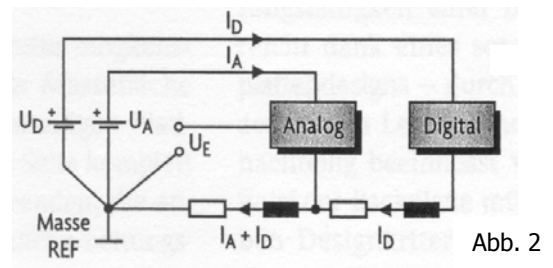 I_D
I_A
U_D + + U_A
U_E
Analog Digital
Masse
REF
I_A + I_D I_D
Abb. 2